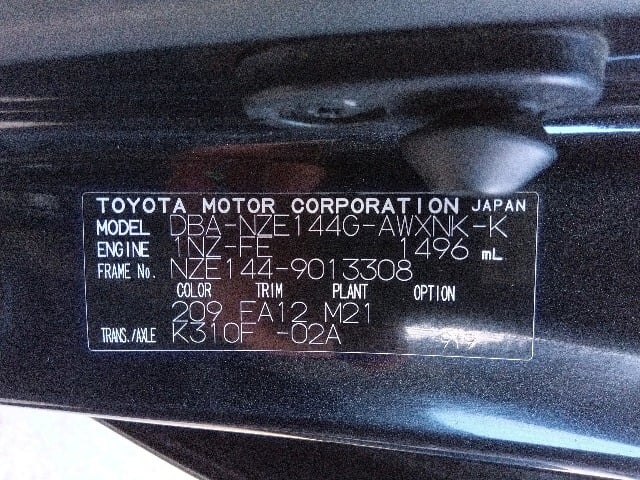 TOYOTA MOTOR CORPORATION JAPAN
MODEL DBA-NZE144G-AWXNK-K
ENGINE 1NZ-FE 1496 mL
FRAME No. NZE144-9013308
COLOR TRIM PLANT OPTION
209 FA12 M21
TRANS./AXLE K310F -02A